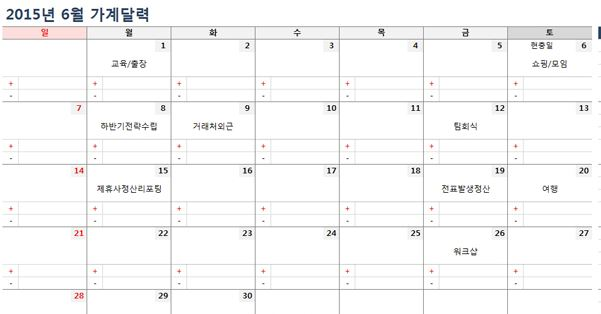 2015년 6월 가계달력
일 월 화 수 목 금 토
1 2 3 4 5 현충일 6
교육/출장 쇼핑/모임
+ + + + + + +
- - - - - - -
7 8 9 10 11 12 13
하반기전략수립 거래처외근 팀회식
+ + + + + + +
- - - - - - -
14 15 16 17 18 19 20
제휴사정산리포팅 전표발생정산 여행
+ + + + + + +
- - - - - - -
21 22 23 24 25 26 27
워크샵
+ + + + + + +
- - - - - - -
28 29 30